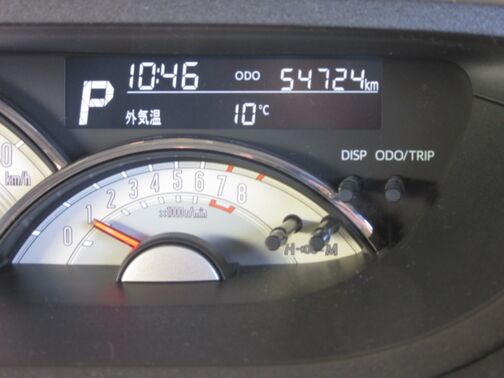 P 10:46 ODO 54724km
外気温 10℃
DISP ODO/TRIP
0 1 2 3 4 5 6 7 8
x1000r/min
0
km/h